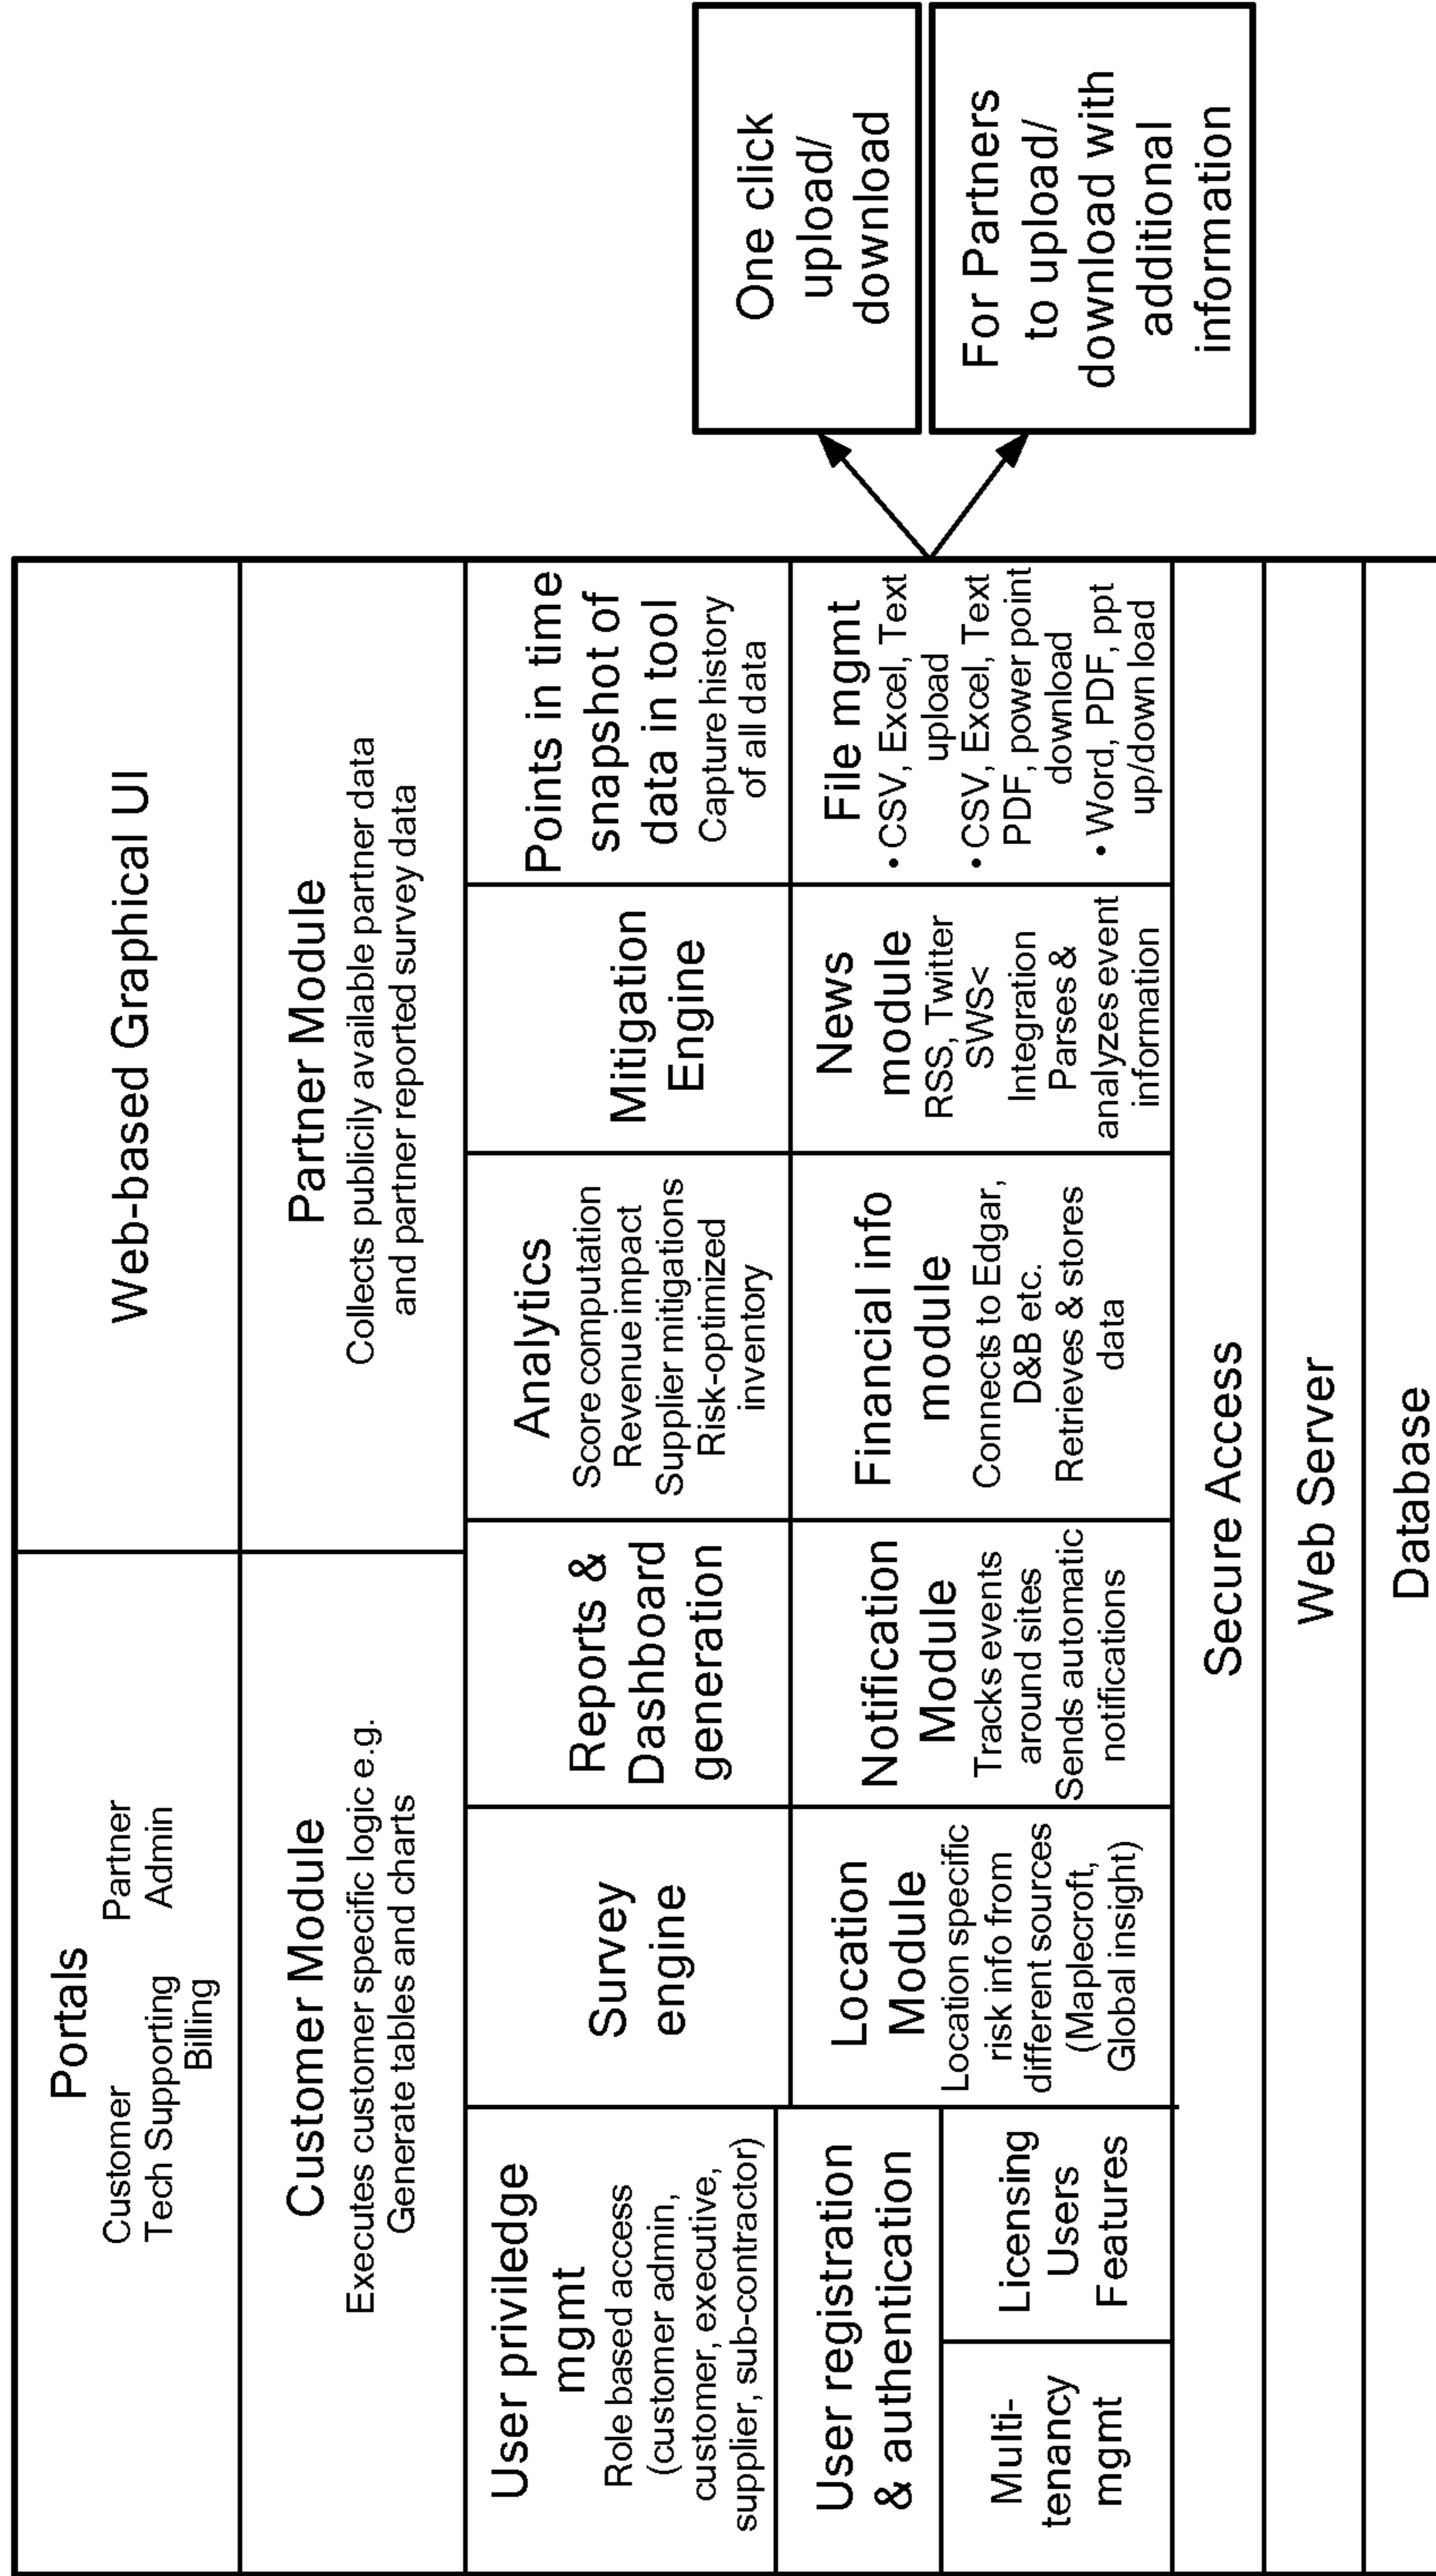 Portals
Customer Partner
Tech Supporting Admin
Billing
Web-based Graphical UI
Customer Module
Executes customer specific logic e.g.
Generate tables and charts
Partner Module
Collects publicily available partner data
and partner reported survey data
User priviledge
mgmt
Role based access
(customer admin,
customer, executive,
supplier, sub-contractor)
Survey
engine
Reports &
Dashboard
generation
Analytics
Score computation
Revenue impact
Supplier mitigations
Risk-optimized
inventory
Mitigation
Engine
Points in time
snapshot of
data in tool
Capture history
of all data
User registration
& authentication
Multi-
tenancy
mgmt
Licensing
Users
Features
Location
Module
Location specific
risk info from
different sources
(Maplecroft,
Global insight)
Notification
Module
Tracks events
around sites
Sends automatic
notifications
Financial info
module
Connects to Edgar,
D&B etc.
Retrieves & stores
data
News
module
RSS, Twitter
SWS<
Integration
Parses &
analyzes event
information
File mgmt
• CSV, Excel, Text
upload
• CSV, Excel, Text
PDF, power point
download
• Word, PDF, ppt
up/down load
One click
upload/
download
For Partners
to upload/
download with
additional
information
Secure Access
Web Server
Database